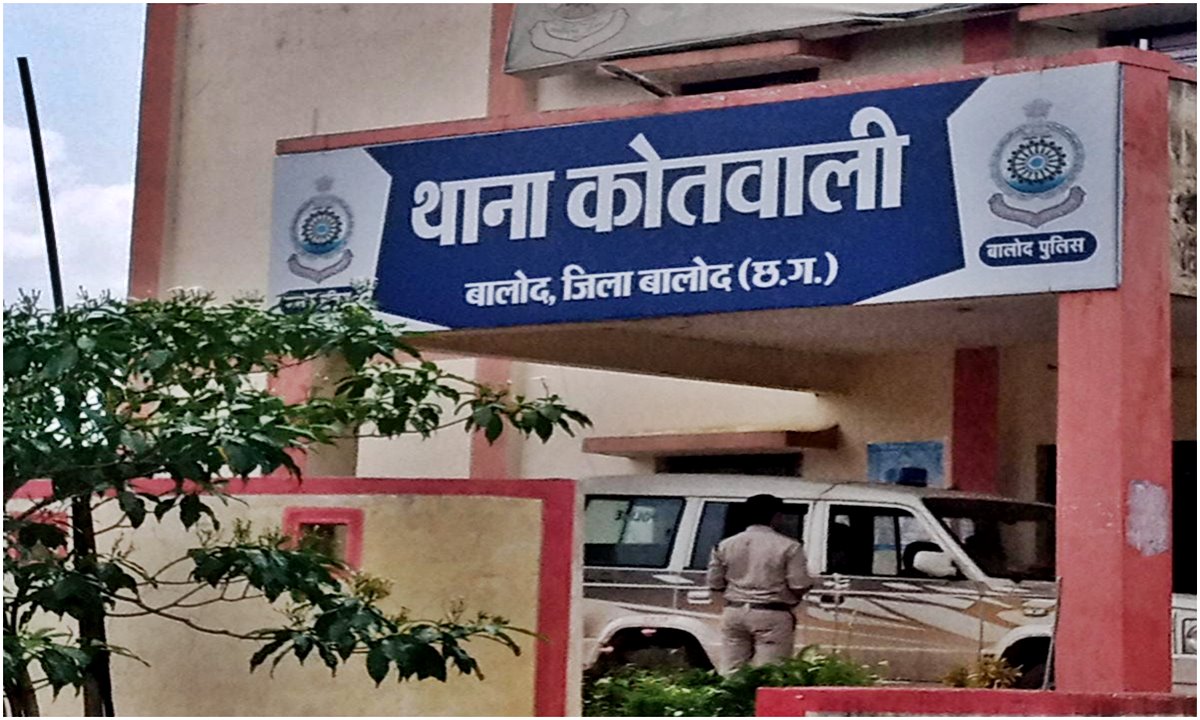 थाना कोतवाली
बालोद, जिला बालोद (छ.ग.)
बालोद पुलिस